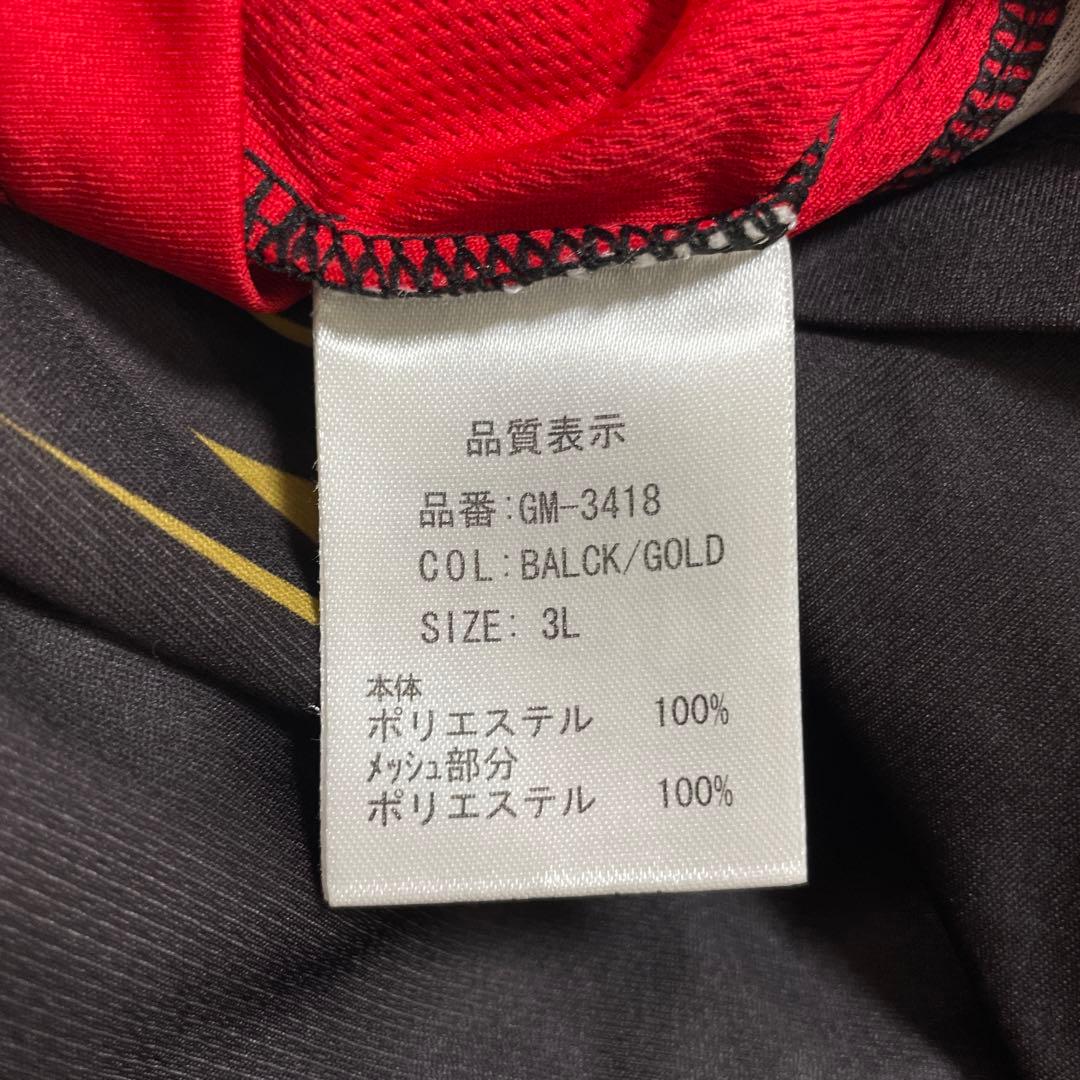 品質表示
品番:GM-3418
COL:BALCK/GOLD
SIZE: 3L
本体
ポリエステル 100%
ﾒｯｼｭ部分
ポリエステル 100%